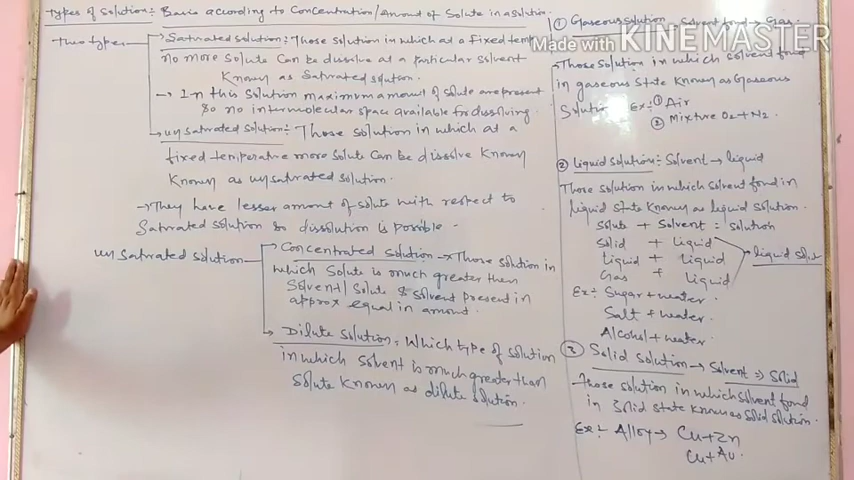 Types of Solution:- Basic according to Concentration/Amount of Solute in a Solution
Two types
Saturated Solution:- Those Solution in which at a fixed temp
no more Solute Can be dissolve at a particular Solvent
Known as Saturated solution.
→ In this Solution maximum amount of solute are present
So no intermolecular space available for dissolving.
unSaturated Solution:- Those Solution in which at a
fixed temperative more solute Can be dissolve Known
Known as unsaturated solution.
→ They have lesser amount of solute with respect to
Saturated solution so dissolution is possible.
unSaturated Solution
Concentrated solution → Those Solution in
which Solute is much greater then
Solvent/ Solute & Solvent present in
approx equal in amount.
Dilute Solution, Which type of Solution
in which Solvent is much greater than
Solute Known as dilute Solution.
① Gaseous Solution - Solvent fond → Gas.
Made with KINEMASTER
Those Solution in which Solvent fond
in gaseous State Known as Gaseous
Solution Ex:- ① Air
② Mixture O2+N2.
② Liquid solution:- Solvent → liquid
Those Solution in which solvent fond in
liquid State Known as liquid Solution.
Solute + Solvent = Solution
Solid + Liquid
Liquid + Liquid
Gas + Liquid
liquid
Ex:- Sugar + water
Salt + water.
Alcohol + water
③ Solid Solution → Solvent ⇒ Solid
Those Solution in which solvent fond
in Solid state Known as Solid Solution.
Ex:- Alloy → Cu+Zn
Cu+Au.